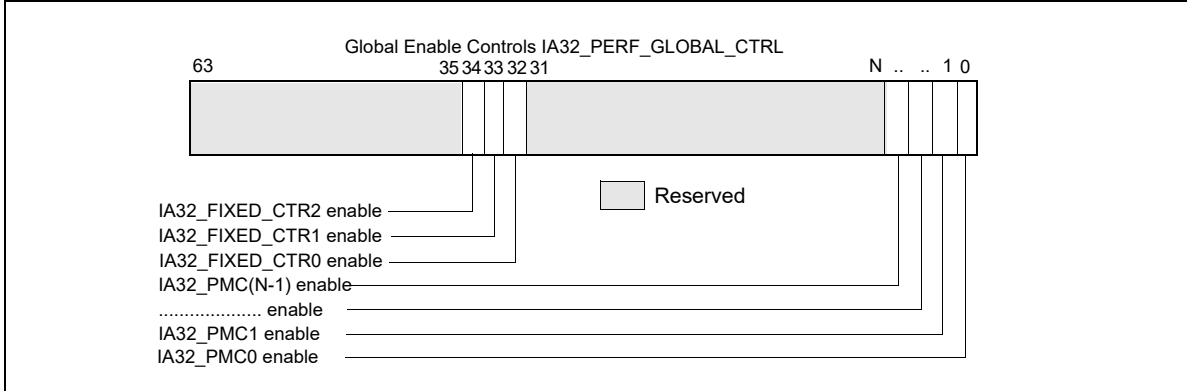 Global Enable Controls IA32_PERF_GLOBAL_CTRL
63 35 34 33 32 31 N .. .. 1 0
Reserved
IA32_FIXED_CTR2 enable
IA32_FIXED_CTR1 enable
IA32_FIXED_CTR0 enable
IA32_PMC(N-1) enable
.................... enable
IA32_PMC1 enable
IA32_PMC0 enable